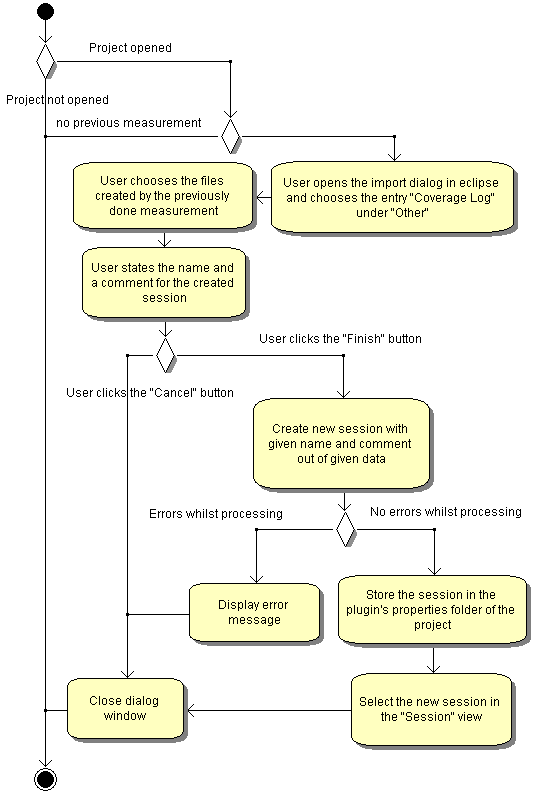 Project opened
Project not opened
no previous measurement
User opens the import dialog in eclipse
and chooses the entry "Coverage Log"
under "Other"
User chooses the files
created by the previously
done measurement
User states the name and
a comment for the created
session
User clicks the "Finish" button
User clicks the "Cancel" button
Create new session with
given name and comment
out of given data
Errors whilst processing
No errors whilst processing
Display error
message
Store the session in the
plugin's properties folder of the
project
Close dialog
window
Select the new session in
the "Session" view